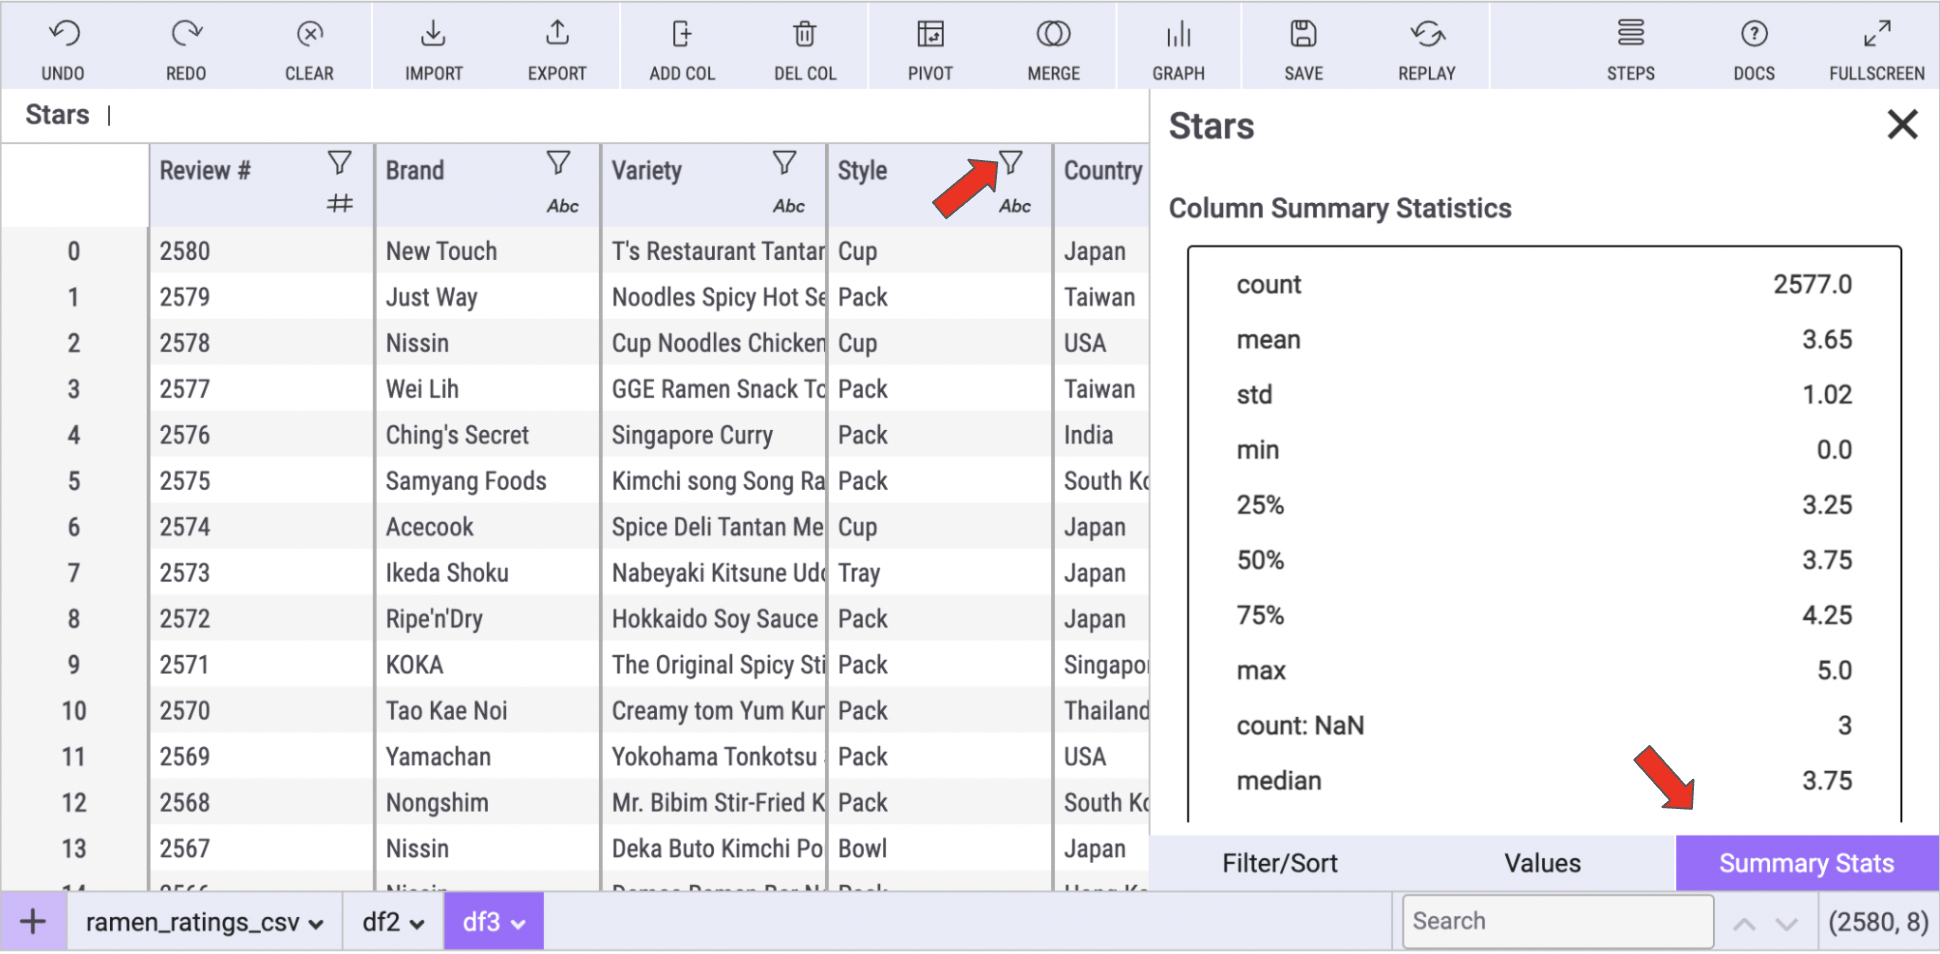 UNDO REDO CLEAR IMPORT EXPORT ADD COL DEL COL PIVOT MERGE GRAPH SAVE REPLAY STEPS DOCS FULLSCREEN
Stars
Review # Brand Variety Style Country
# Abc Abc Abc
0 2580 New Touch T's Restaurant Tantan Cup Japan
1 2579 Just Way Noodles Spicy Hot Se Pack Taiwan
2 2578 Nissin Cup Noodles Chicken Cup USA
3 2577 Wei Lih GGE Ramen Snack To Pack Taiwan
4 2576 Ching's Secret Singapore Curry Pack India
5 2575 Samyang Foods Kimchi song Song Ra Pack South Ko
6 2574 Acecook Spice Deli Tantan Me Cup Japan
7 2573 Ikeda Shoku Nabeyaki Kitsune Udo Tray Japan
8 2572 Ripe'n'Dry Hokkaido Soy Sauce Pack Japan
9 2571 KOKA The Original Spicy Sti Pack Singapo
10 2570 Tao Kae Noi Creamy tom Yum Kun Pack Thailand
11 2569 Yamachan Yokohama Tonkotsu Pack USA
12 2568 Nongshim Mr. Bibim Stir-Fried K Pack South Ko
13 2567 Nissin Deka Buto Kimchi Po Bowl Japan
Stars
Column Summary Statistics
count 2577.0
mean 3.65
std 1.02
min 0.0
25% 3.25
50% 3.75
75% 4.25
max 5.0
count: NaN 3
median 3.75
Filter/Sort Values Summary Stats
+ ramen_ratings_csv df2 df3 Search (2580, 8)